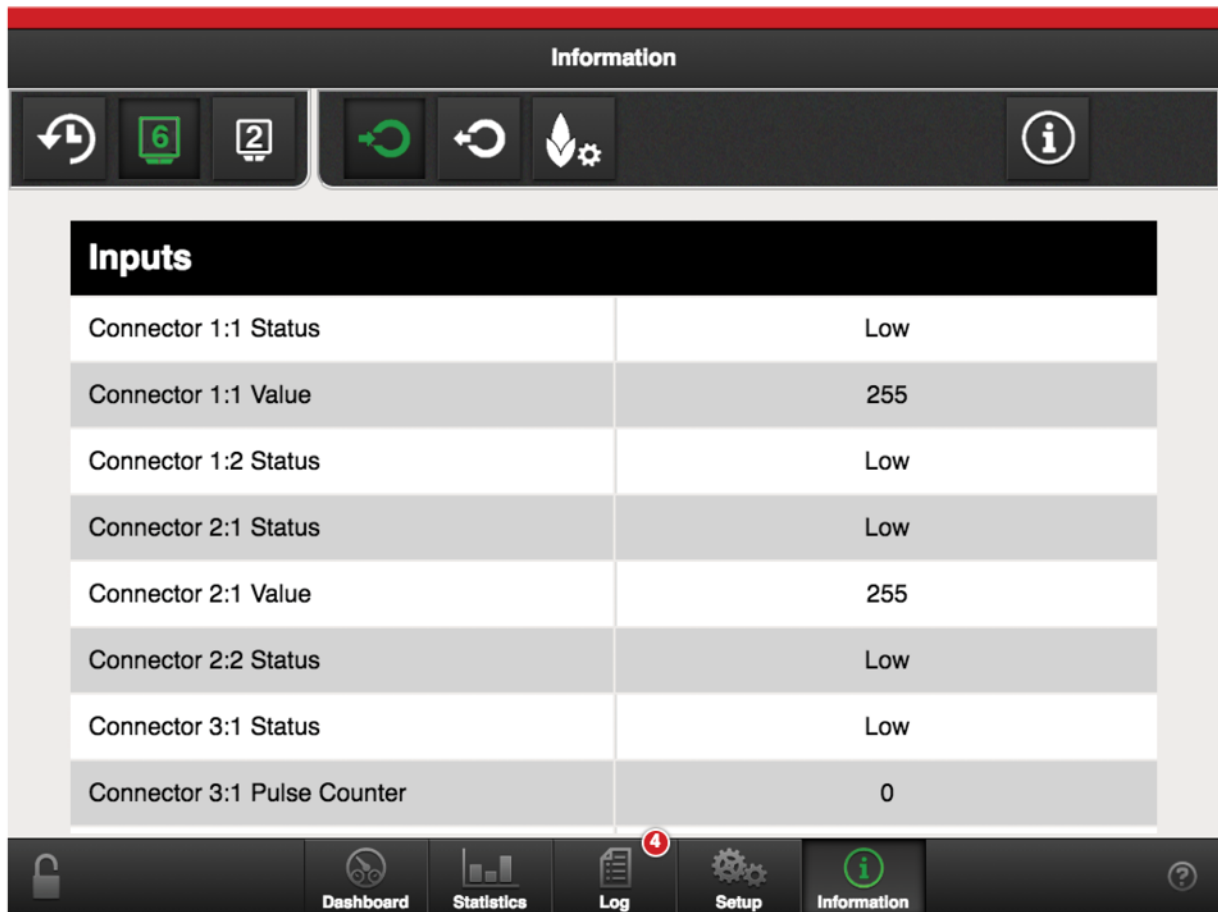 Information
6
2
Inputs
Connector 1:1 Status Low
Connector 1:1 Value 255
Connector 1:2 Status Low
Connector 2:1 Status Low
Connector 2:1 Value 255
Connector 2:2 Status Low
Connector 3:1 Status Low
Connector 3:1 Pulse Counter 0
4
Dashboard Statistics Log Setup Information